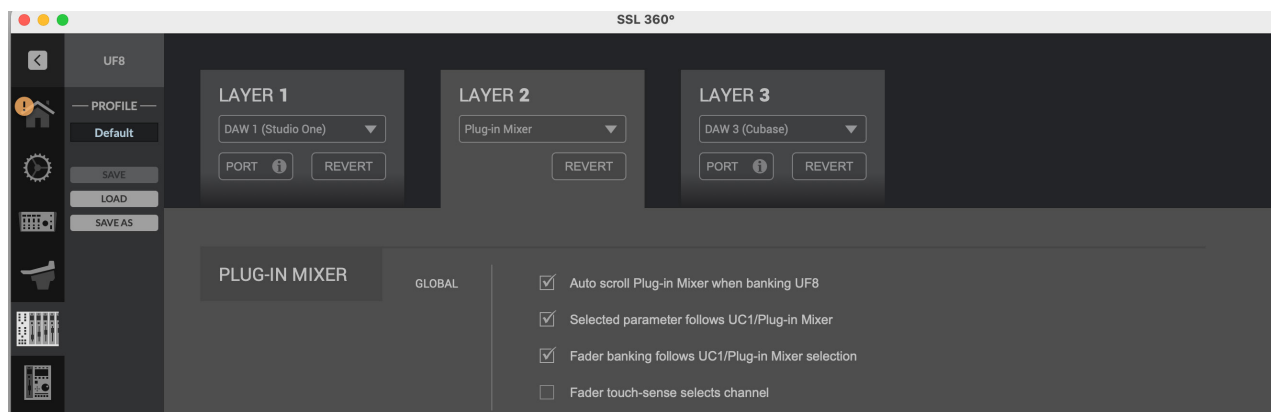 SSL 360°
UF8
PROFILE
Default
SAVE
LOAD
SAVE AS
LAYER 1
DAW 1 (Studio One)
PORT
REVERT
LAYER 2
Plug-in Mixer
REVERT
LAYER 3
DAW 3 (Cubase)
PORT
REVERT
PLUG-IN MIXER
GLOBAL
Auto scroll Plug-in Mixer when banking UF8
Selected parameter follows UC1/Plug-in Mixer
Fader banking follows UC1/Plug-in Mixer selection
Fader touch-sense selects channel